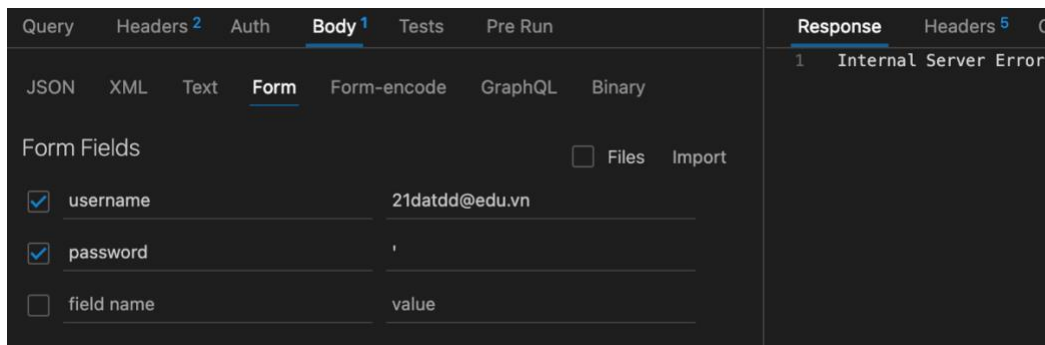 Query Headers 2 Auth Body 1 Tests Pre Run
JSON XML Text Form Form-encode GraphQL Binary
Form Fields
Files Import
username 21datdd@edu.vn
password '
field name value
Response Headers 5
1 Internal Server Error